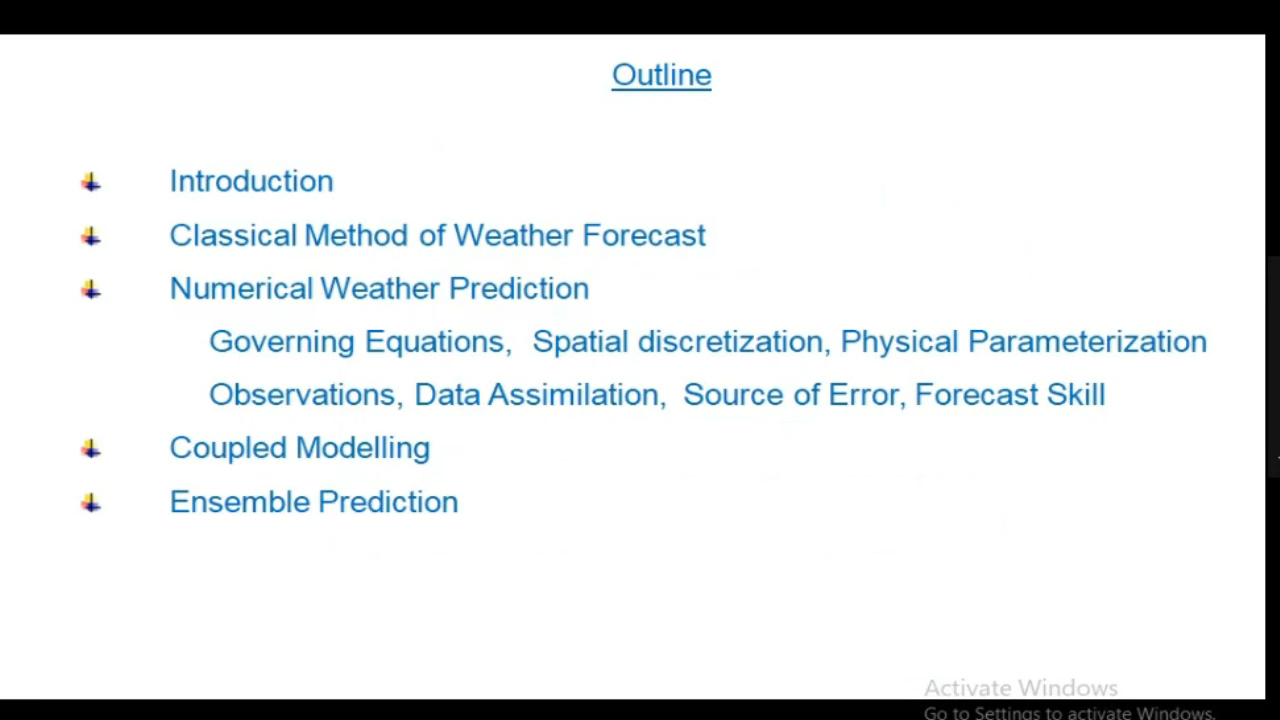 Outline
Introduction
Classical Method of Weather Forecast
Numerical Weather Prediction
Governing Equations, Spatial discretization, Physical Parameterization
Observations, Data Assimilation, Source of Error, Forecast Skill
Coupled Modelling
Ensemble Prediction
Activate Windows
Go to Settings to activate Windows.